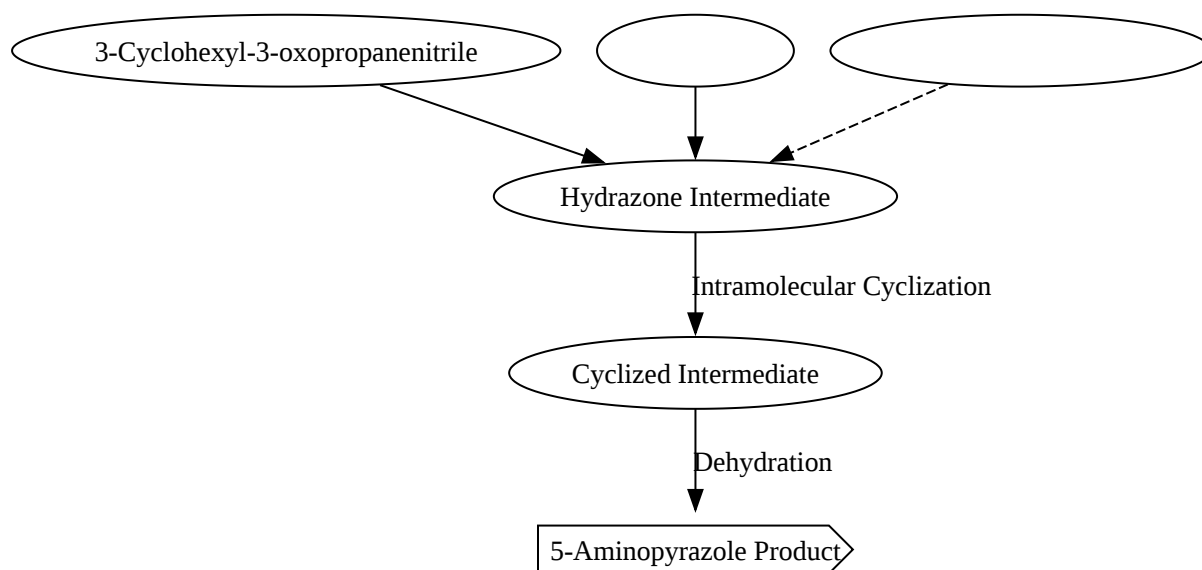 3-Cyclohexyl-3-oxopropanenitrile
Hydrazone Intermediate
Intramolecular Cyclization
Cyclized Intermediate
Dehydration
5-Aminopyrazole Product